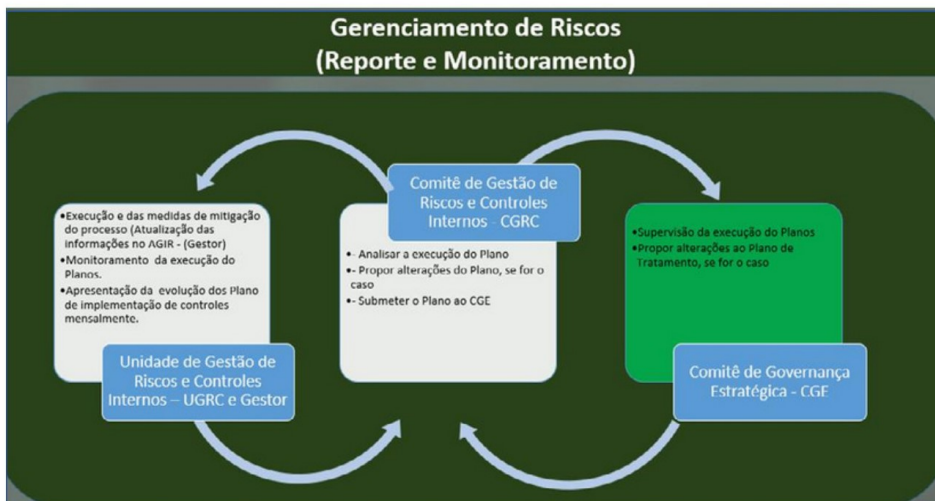 Gerenciamento de Riscos
(Reporte e Monitoramento)
•Execução e das medidas de mitigação
do processo (Atualização das
informações no AGIR - (Gestor)
•Monitoramento da execução do
Planos.
•Apresentação da evolução dos Plano
de implementação de controles
mensalmente.
Unidade de Gestão de
Riscos e Controles
Internos – UGRC e Gestor
Comitê de Gestão de
Riscos e Controles
Internos - CGRC
•- Analisar a execução do Plano
•- Propor alterações do Plano, se for o
caso
•- Submeter o Plano ao CGE
•Supervisão da execução do Planos
•Propor alterações ao Plano de
Tratamento, se for o caso
Comitê de Governança
Estratégica - CGE